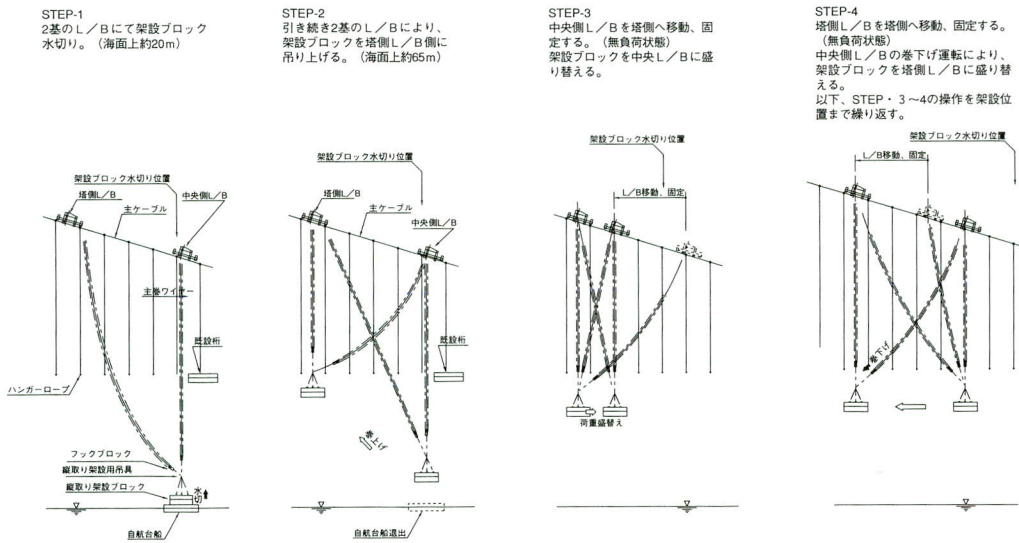 STEP-1
2基のL/Bにて架設ブロック
水切り。(海面上約20m)
架設ブロック水切り位置
塔側L/B
中央側L/B
主ケーブル
主巻ワイヤー
既設桁
ハンガーロープ
フックブロック
縦取り架設用吊具
縦取り架設ブロック
水切
自航台船
STEP-2
引き続き2基のL/Bにより、
架設ブロックを塔側L/B側に
吊り上げる。(海面上約65m)
架設ブロック水切り位置
塔側L/B
主ケーブル
中央側L/B
既設桁
巻上げ
自航台船退出
STEP-3
中央側L/Bを塔側へ移動、固
定する。(無負荷状態)
架設ブロックを中央L/Bに盛
り替える。
架設ブロック水切り位置
L/B移動、固定
荷重盛替え
STEP-4
塔側L/Bを塔側へ移動、固定する。
(無負荷状態)
中央側L/Bの巻下げ運転により、
架設ブロックを塔側L/Bに盛り替
える。
以下、STEP・3〜4の操作を架設位
置まで繰り返す。
架設ブロック水切り位置
L/B移動、固定
巻下げ